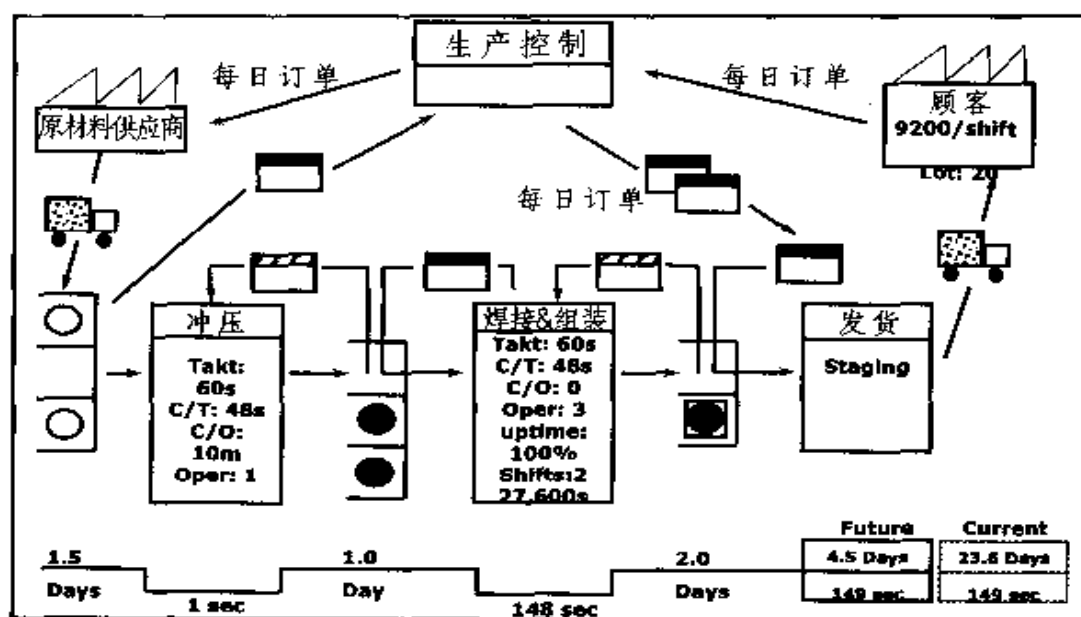 生产控制
每日订单
每日订单
原材料供应商
顾客
9200/shift
Lot: 20
每日订单
冲压
Takt:
60s
C/T: 48s
C/O:
10m
Oper: 1
焊接&组装
Takt: 60s
C/T: 48s
C/O: 0
Oper: 3
uptime:
100%
Shifts:2
27,600s
发货
Staging
Future
Current
1.5
Days
1 sec
1.0
Day
148 sec
2.0
Days
4.5 Days
23.6 Days
149 sec
149 sec